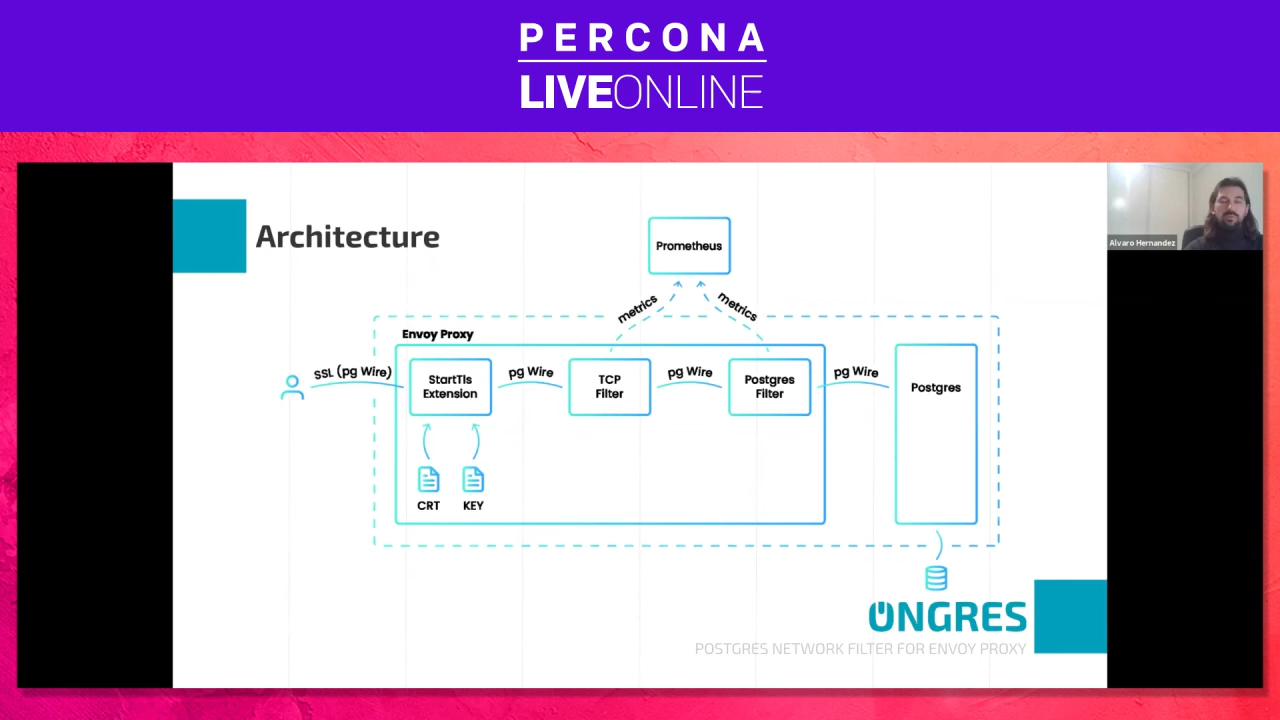 PERCONA
LIVEONLINE
Architecture
Prometheus
metrics
metrics
Envoy Proxy
SSL (pg Wire)
StartTls
Extension
pg Wire
TCP
Filter
pg Wire
Postgres
Filter
pg Wire
Postgres
CRT
KEY
ONGRES
POSTGRES NETWORK FILTER FOR ENVOY PROXY
Alvaro Hernandez